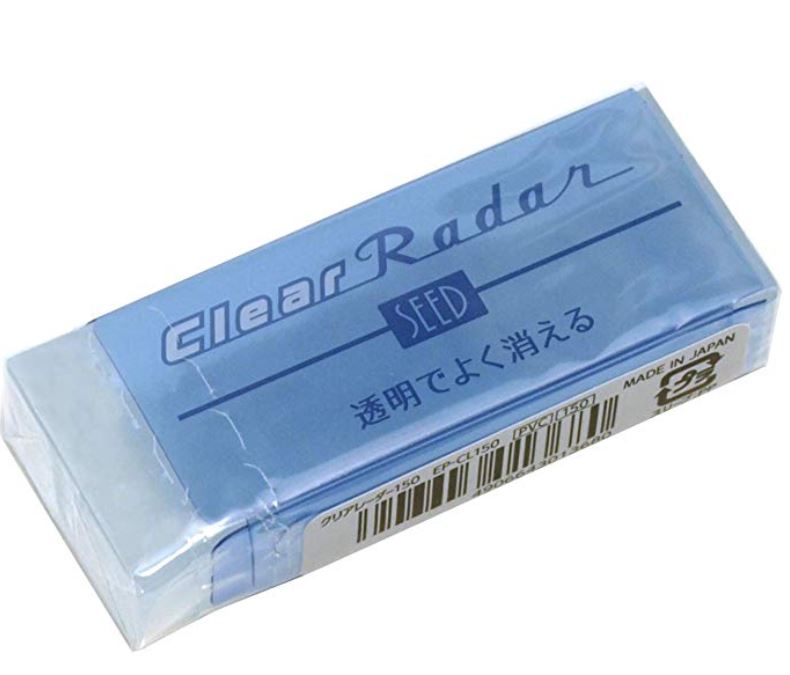 Clear Radar
SEED
透明でよく消える
クリアレーダー150 EP-CL150 [PVC] [150]
4906643013680
MADE IN JAPAN